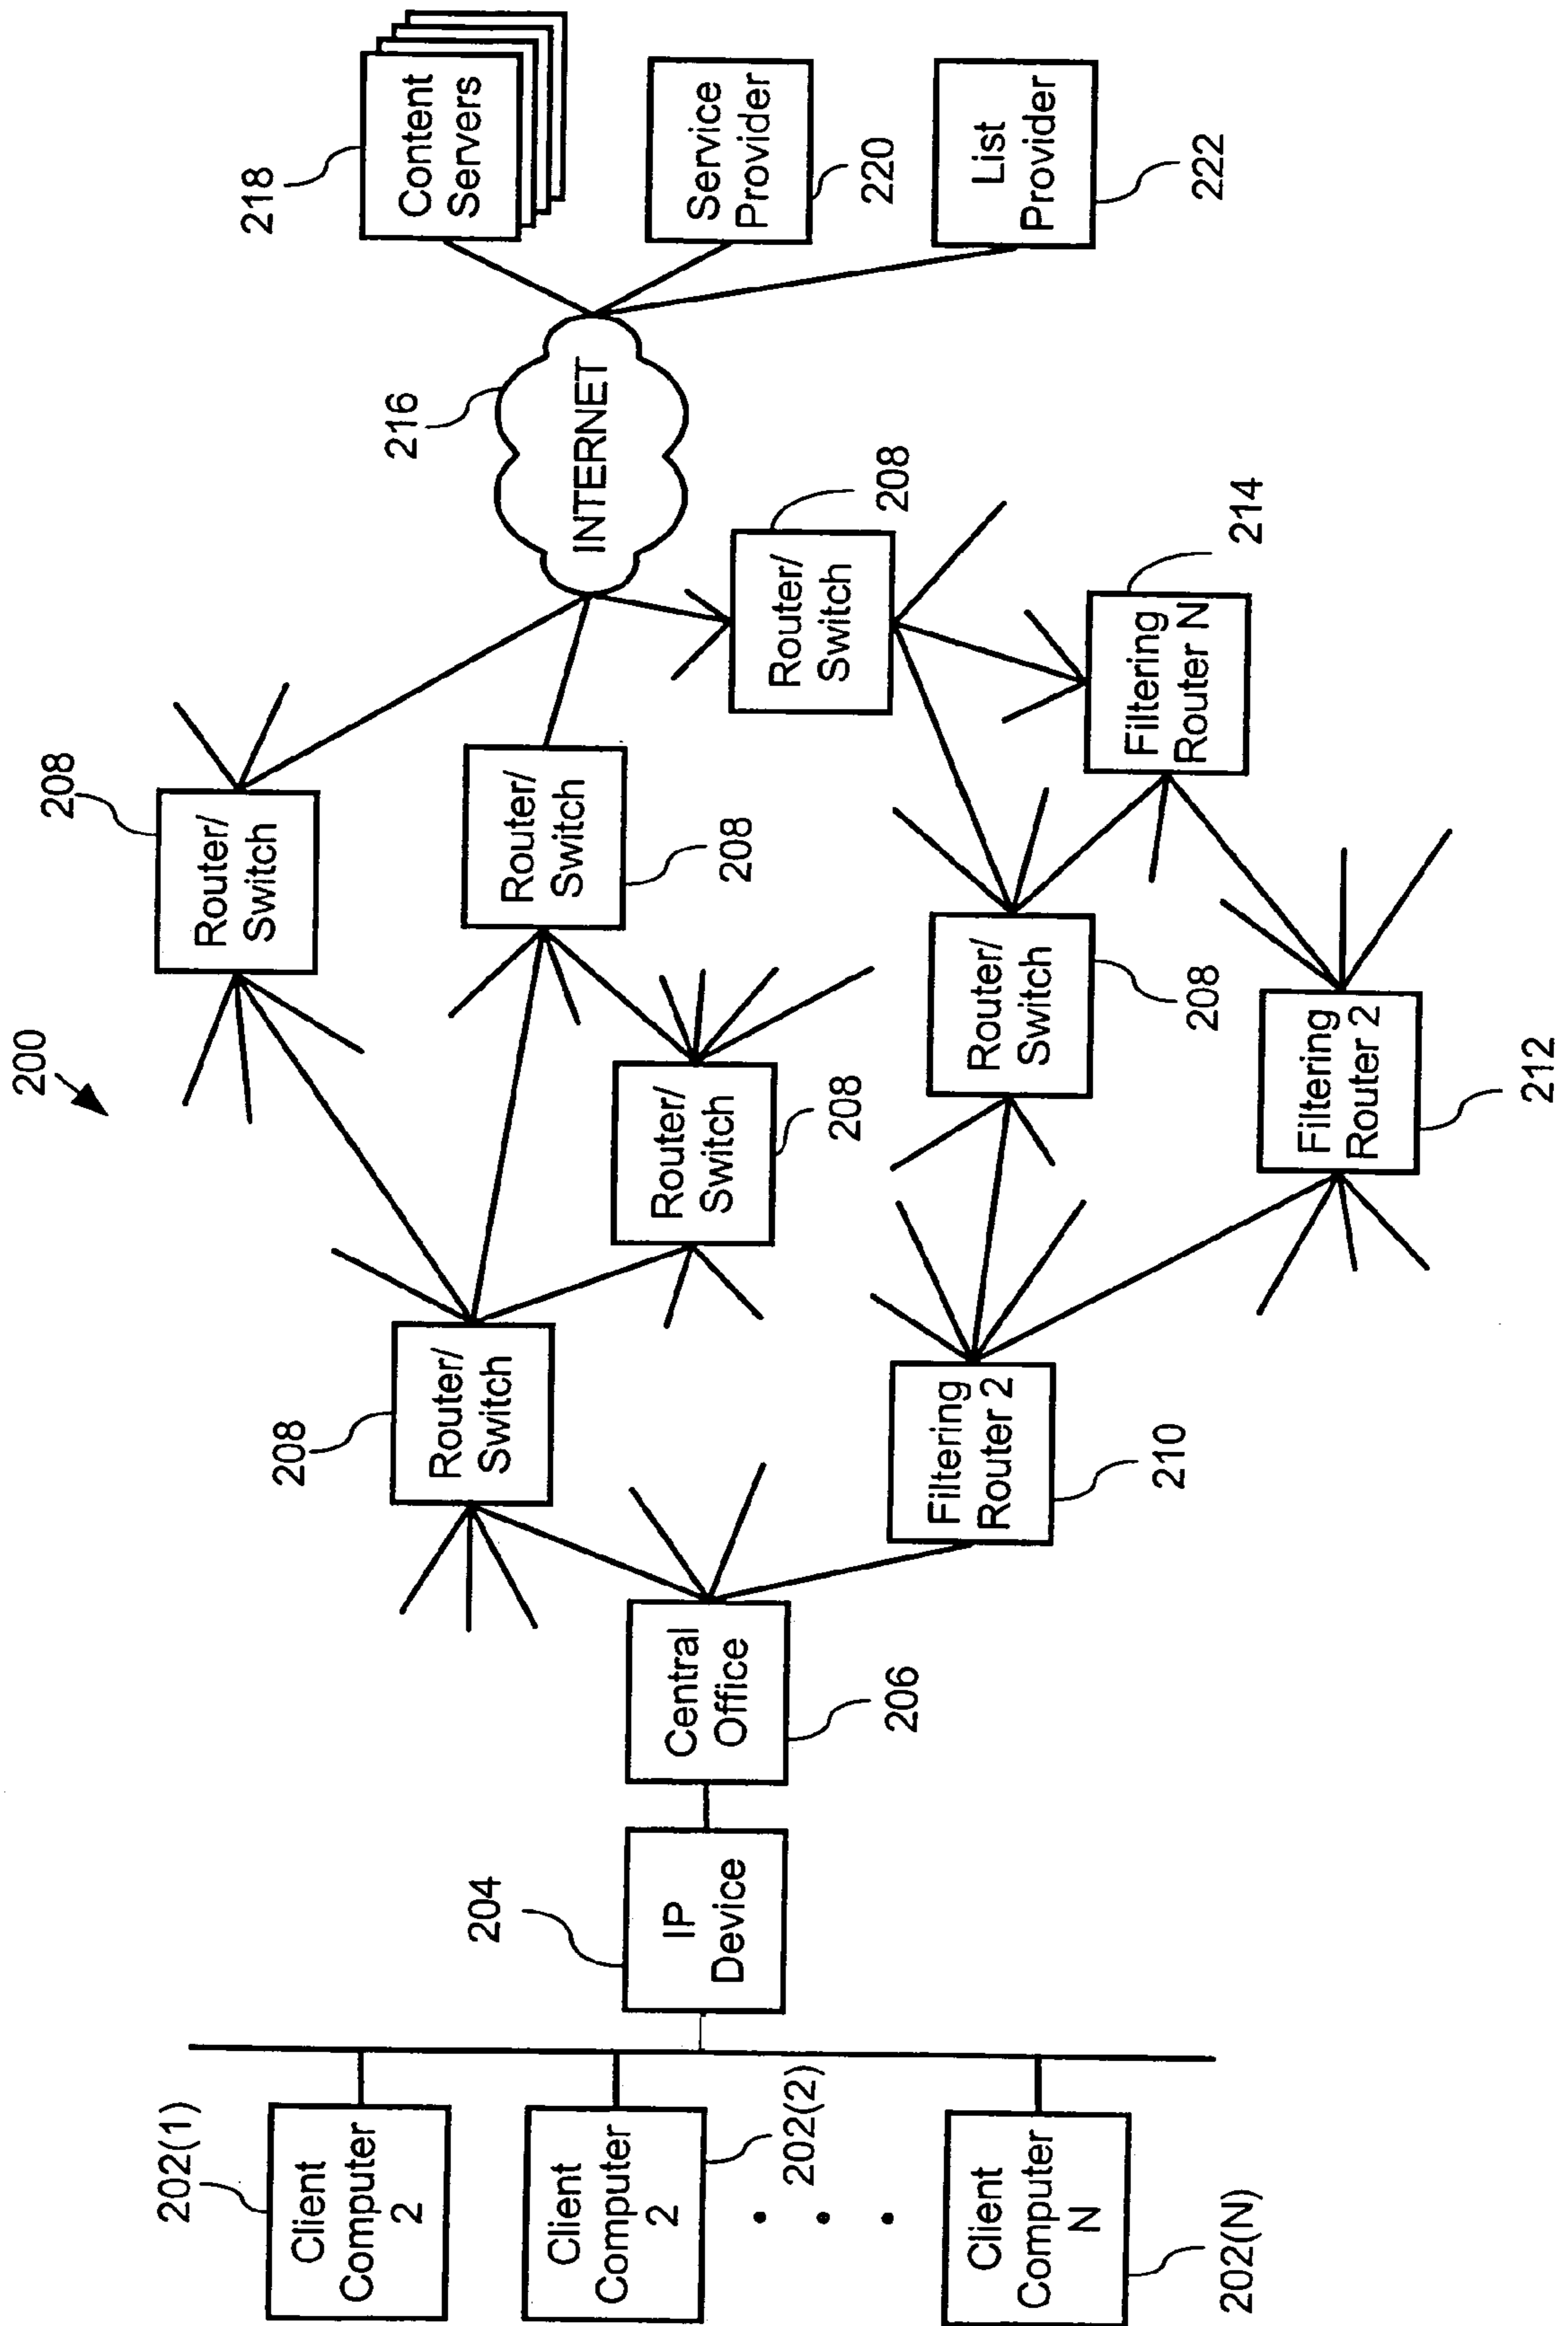 200
202(1)
Client
Computer
2
Client
Computer
2
202(2)
Client
Computer
N
202(N)
204
IP
Device
Central
Office
206
208
Router/
Switch
Filtering
Router 2
210
208
Router/
Switch
Router/
Switch
208
Router/
Switch
208
Router/
Switch
208
Filtering
Router 2
212
Router/
Switch
208
Filtering
Router N
214
216
INTERNET
218
Content
Servers
Service
Provider
220
List
Provider
222